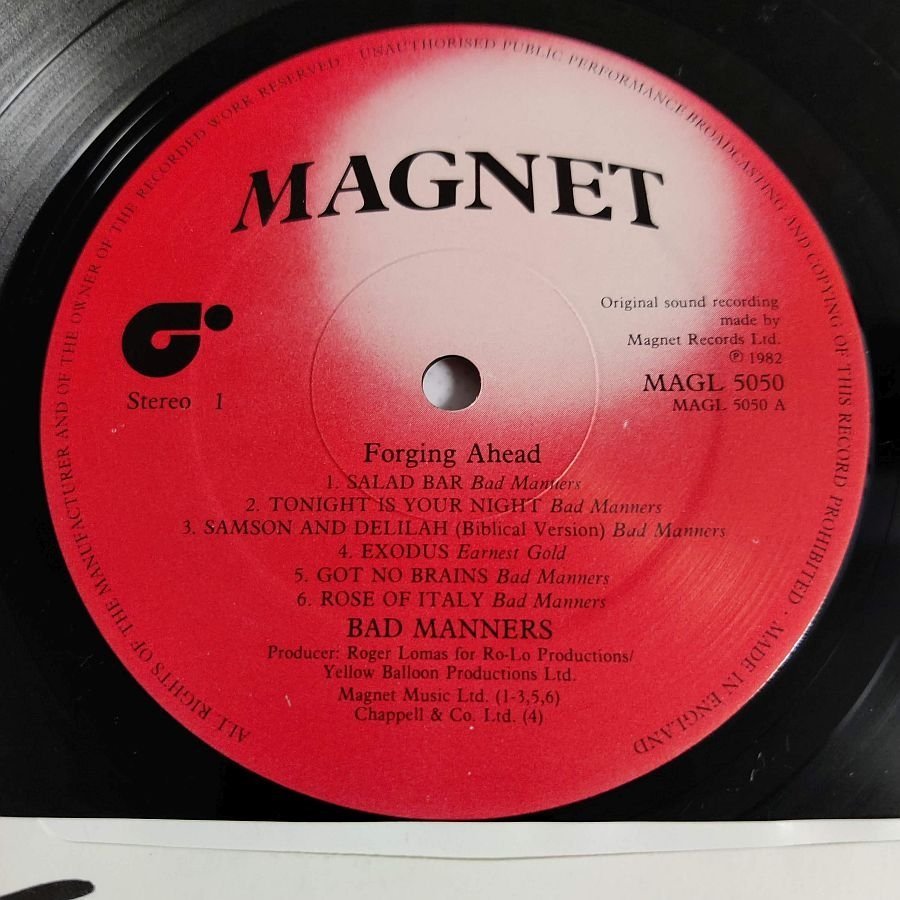 ALL RIGHTS OF THE MANUFACTURER AND OF THE OWNER OF THE RECORDED WORK RESERVED · UNAUTHORISED PUBLIC PERFORMANCE BROADCASTING AND COPYING OF THIS RECORD PROHIBITED · MADE IN ENGLAND
MAGNET
Original sound recording
made by
Magnet Records Ltd.
℗ 1982
Stereo 1
MAGL 5050
MAGL 5050 A
Forging Ahead
1. SALAD BAR Bad Manners
2. TONIGHT IS YOUR NIGHT Bad Manners
3. SAMSON AND DELILAH (Biblical Version) Bad Manners
4. EXODUS Earnest Gold
5. GOT NO BRAINS Bad Manners
6. ROSE OF ITALY Bad Manners
BAD MANNERS
Producer: Roger Lomas for Ro-Lo Productions/
Yellow Balloon Productions Ltd.
Magnet Music Ltd. (1-3,5,6)
Chappell & Co. Ltd. (4)